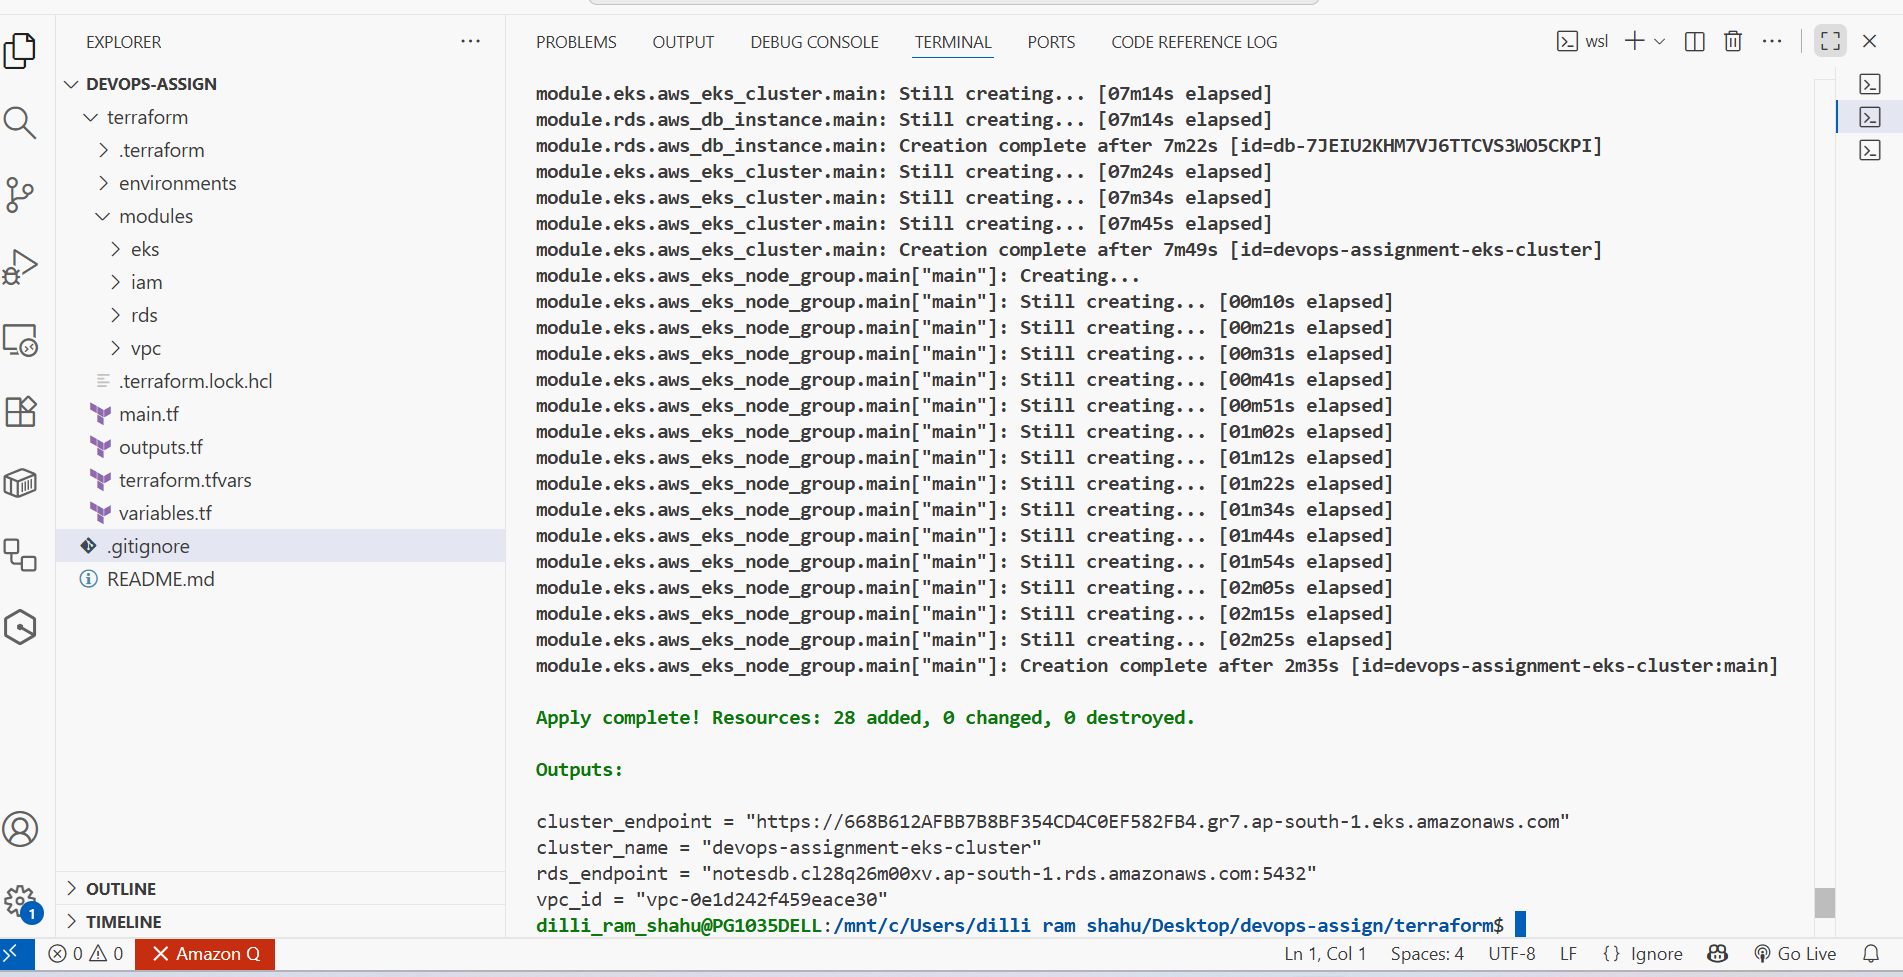 EXPLORER
DEVOPS-ASSIGN
terraform
.terraform
environments
modules
eks
iam
rds
vpc
.terraform.lock.hcl
main.tf
outputs.tf
terraform.tfvars
variables.tf
.gitignore
README.md
OUTLINE
TIMELINE
1
PROBLEMS OUTPUT DEBUG CONSOLE TERMINAL PORTS CODE REFERENCE LOG
wsl
module.eks.aws_eks_cluster.main: Still creating... [07m14s elapsed]
module.rds.aws_db_instance.main: Still creating... [07m14s elapsed]
module.rds.aws_db_instance.main: Creation complete after 7m22s [id=db-7JEIU2KHM7VJ6TTCVS3WO5CKPI]
module.eks.aws_eks_cluster.main: Still creating... [07m24s elapsed]
module.eks.aws_eks_cluster.main: Still creating... [07m34s elapsed]
module.eks.aws_eks_cluster.main: Still creating... [07m45s elapsed]
module.eks.aws_eks_cluster.main: Creation complete after 7m49s [id=devops-assignment-eks-cluster]
module.eks.aws_eks_node_group.main["main"]: Creating...
module.eks.aws_eks_node_group.main["main"]: Still creating... [00m10s elapsed]
module.eks.aws_eks_node_group.main["main"]: Still creating... [00m21s elapsed]
module.eks.aws_eks_node_group.main["main"]: Still creating... [00m31s elapsed]
module.eks.aws_eks_node_group.main["main"]: Still creating... [00m41s elapsed]
module.eks.aws_eks_node_group.main["main"]: Still creating... [00m51s elapsed]
module.eks.aws_eks_node_group.main["main"]: Still creating... [01m02s elapsed]
module.eks.aws_eks_node_group.main["main"]: Still creating... [01m12s elapsed]
module.eks.aws_eks_node_group.main["main"]: Still creating... [01m22s elapsed]
module.eks.aws_eks_node_group.main["main"]: Still creating... [01m34s elapsed]
module.eks.aws_eks_node_group.main["main"]: Still creating... [01m44s elapsed]
module.eks.aws_eks_node_group.main["main"]: Still creating... [01m54s elapsed]
module.eks.aws_eks_node_group.main["main"]: Still creating... [02m05s elapsed]
module.eks.aws_eks_node_group.main["main"]: Still creating... [02m15s elapsed]
module.eks.aws_eks_node_group.main["main"]: Still creating... [02m25s elapsed]
module.eks.aws_eks_node_group.main["main"]: Creation complete after 2m35s [id=devops-assignment-eks-cluster:main]
Apply complete! Resources: 28 added, 0 changed, 0 destroyed.
Outputs:
cluster_endpoint = "https://668B612AFBB7B8BF354CD4C0EF582FB4.gr7.ap-south-1.eks.amazonaws.com"
cluster_name = "devops-assignment-eks-cluster"
rds_endpoint = "notesdb.cl28q26m00xv.ap-south-1.rds.amazonaws.com:5432"
vpc_id = "vpc-0e1d242f459eace30"
dilli_ram_shahu@PG1035DELL:/mnt/c/Users/dilli ram shahu/Desktop/devops-assign/terraform$
0 0 Amazon Q Ln 1, Col 1 Spaces: 4 UTF-8 LF {} Ignore Go Live